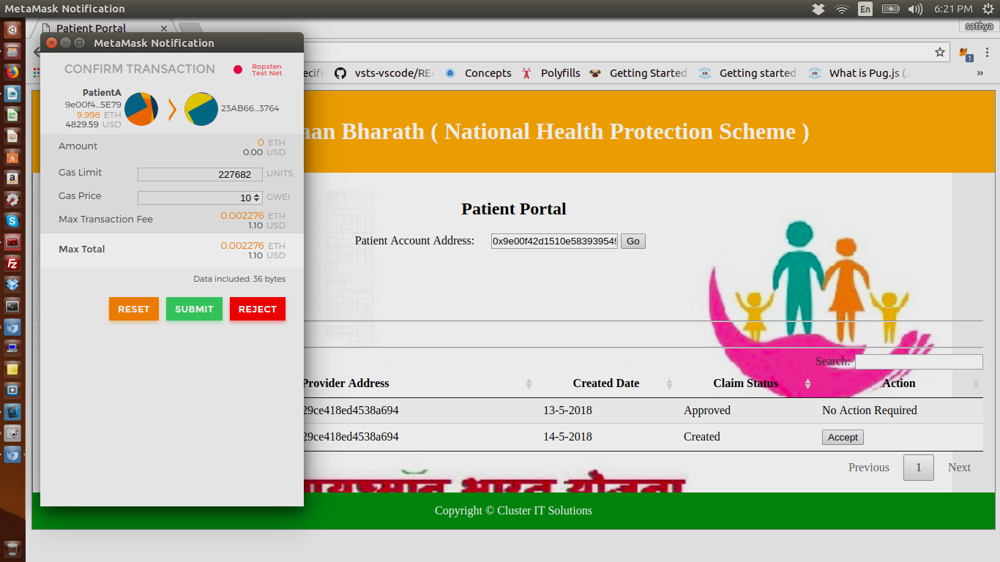 MetaMask Notification
En
6:21 PM
Patient Portal
sathya
MetaMask Notification
CONFIRM TRANSACTION
Ropsten
Test Net
PatientA
9e00f4...5E79
9.998 ETH
4829.59 USD
23AB66...3764
Amount
0 ETH
0.00 USD
Gas Limit
227682 UNITS
Gas Price
10 GWEI
Max Transaction Fee
0.002276 ETH
1.10 USD
Max Total
0.002276 ETH
1.10 USD
Data included: 36 bytes
RESET SUBMIT REJECT
1
vsts-vscode/REA Concepts Polyfills Getting Started Getting started What is Pug.js ( »
aan Bharath ( National Health Protection Scheme )
Patient Portal
Patient Account Address: 0x9e00f42d1510e583939549 Go
Search:
Provider Address Created Date Claim Status Action
29ce418ed4538a694 13-5-2018 Approved No Action Required
29ce418ed4538a694 14-5-2018 Created Accept
Previous 1 Next
भारत योजना
Copyright © Cluster IT Solutions